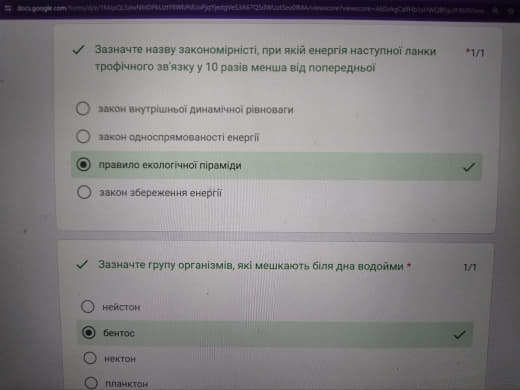 docs.google.com
Зазначте назву закономірності, при якій енергія наступної ланки *1/1
трофічного зв'язку у 10 разів менша від попередньої
закон внутрішньої динамічної рівноваги
закон односпрямованості енергії
правило екологічної піраміди
закон збереження енергії
Зазначте групу організмів, які мешкають біля дна водойми * 1/1
нейстон
бентос
нектон
планктон